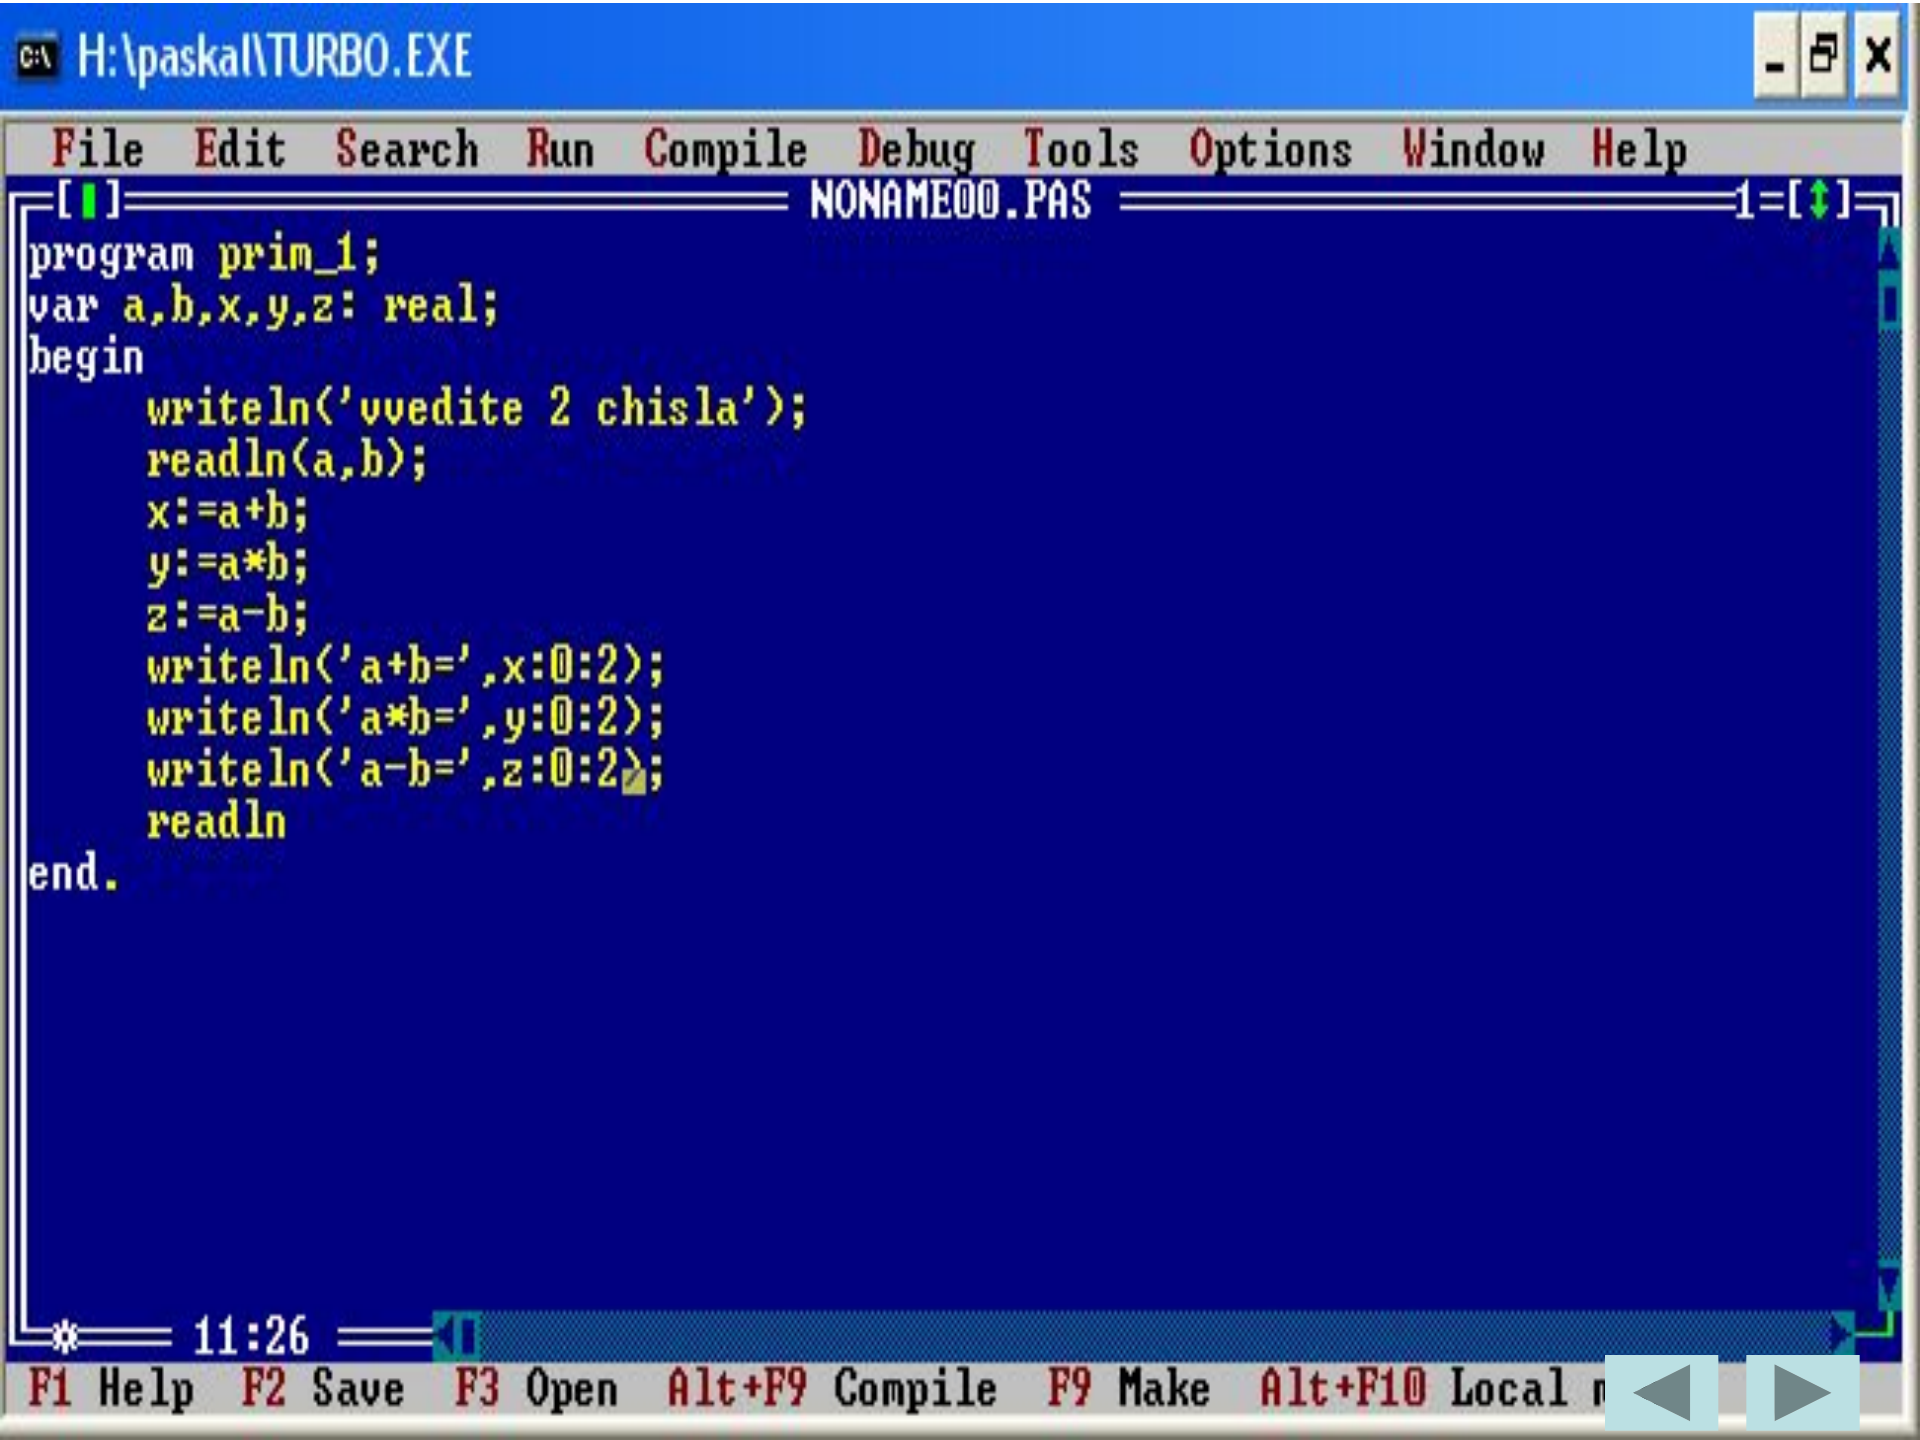 H:\paskal\TURBO.EXE
File Edit Search Run Compile Debug Tools Options Window Help
[ ] NONAME00.PAS 1=[↕]
program prim_1;
var a,b,x,y,z: real;
begin
writeln('vvedite 2 chisla');
readln(a,b);
x:=a+b;
y:=a*b;
z:=a-b;
writeln('a+b=',x:0:2);
writeln('a*b=',y:0:2);
writeln('a-b=',z:0:2);
readln
end.
11:26
F1 Help F2 Save F3 Open Alt+F9 Compile F9 Make Alt+F10 Local